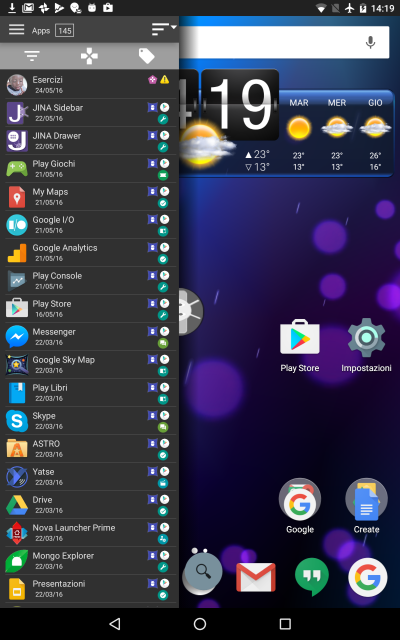 14:19
Apps 145
Esercizi
24/05/16
JINA Sidebar
22/05/16
JINA Drawer
22/05/16
Play Giochi
21/05/16
My Maps
21/05/16
Google I/O
21/05/16
Google Analytics
21/05/16
Play Console
21/05/16
Play Store
16/05/16
Messenger
22/03/16
Google Sky Map
22/03/16
Play Libri
22/03/16
Skype
22/03/16
ASTRO
22/03/16
Yatse
22/03/16
Drive
22/03/16
Nova Launcher Prime
22/03/16
Mongo Explorer
22/03/16
Presentazioni
22/03/16
4 19
MAR MER GIO
▲ 23° 23° 23° 26°
▽ 13° 13° 13° 16°
Play Store Impostazioni
Google Create